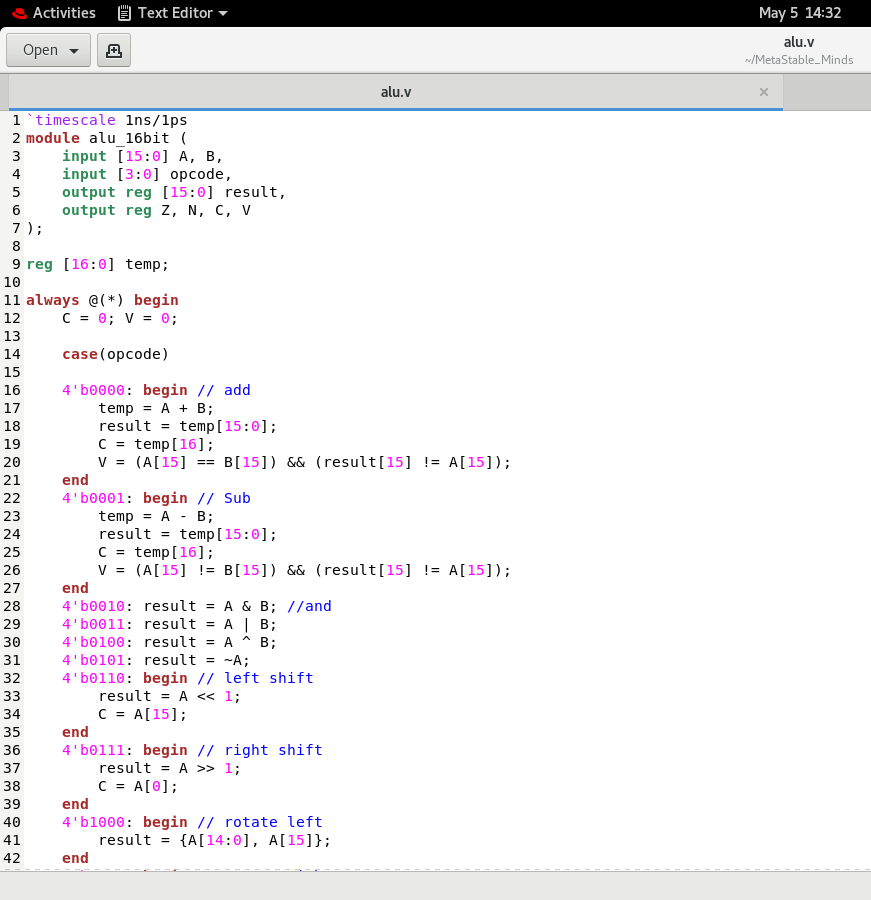 Activities Text Editor May 5 14:32
Open alu.v
~/MetaStable_Minds
alu.v ×
1 `timescale 1ns/1ps
2 module alu_16bit (
3     input [15:0] A, B,
4     input [3:0] opcode,
5     output reg [15:0] result,
6     output reg Z, N, C, V
7 );
8
9 reg [16:0] temp;
10
11 always @(*) begin
12     C = 0; V = 0;
13
14     case(opcode)
15
16     4'b0000: begin // add
17         temp = A + B;
18         result = temp[15:0];
19         C = temp[16];
20         V = (A[15] == B[15]) && (result[15] != A[15]);
21     end
22     4'b0001: begin // Sub
23         temp = A - B;
24         result = temp[15:0];
25         C = temp[16];
26         V = (A[15] != B[15]) && (result[15] != A[15]);
27     end
28     4'b0010: result = A & B; //and
29     4'b0011: result = A | B;
30     4'b0100: result = A ^ B;
31     4'b0101: result = ~A;
32     4'b0110: begin // left shift
33         result = A << 1;
34         C = A[15];
35     end
36     4'b0111: begin // right shift
37         result = A >> 1;
38         C = A[0];
39     end
40     4'b1000: begin // rotate left
41         result = {A[14:0], A[15]};
42     end